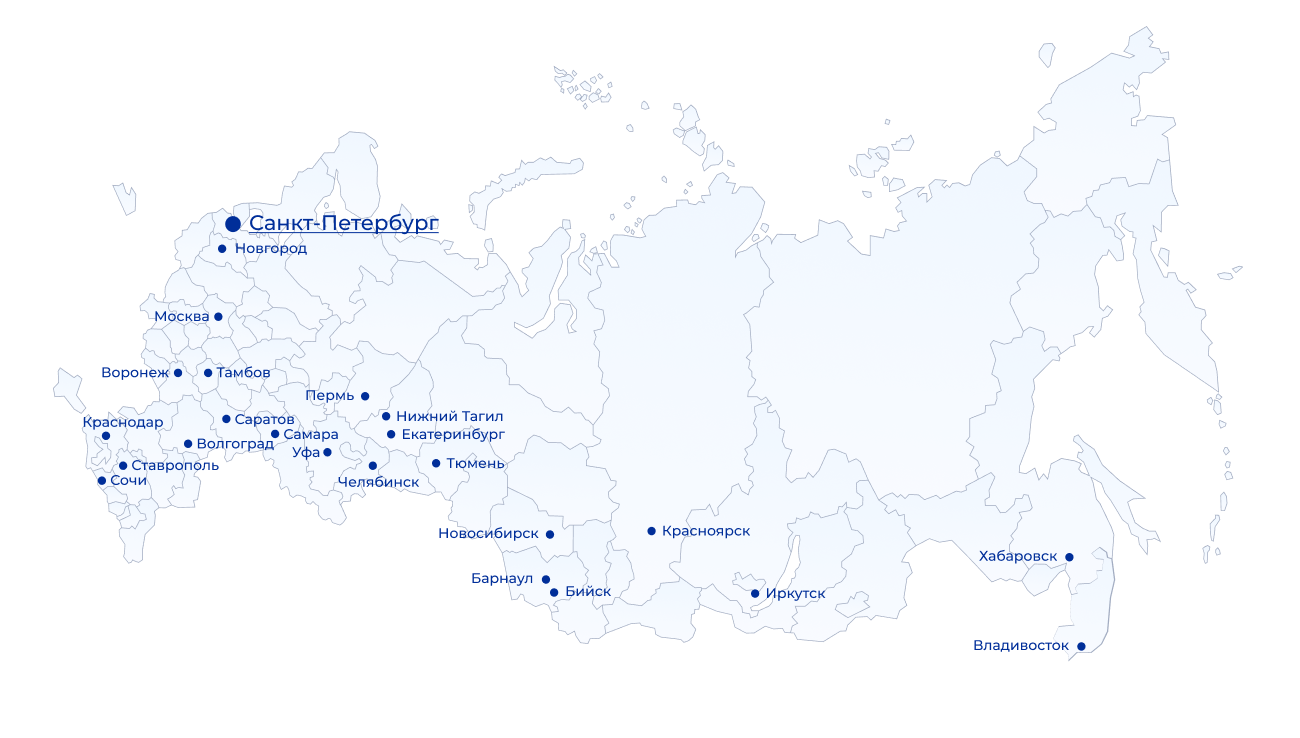 Санкт-Петербург
Новгород
Москва
Воронеж
Тамбов
Пермь
Нижний Тагил
Краснодар
Саратов
Самара
Екатеринбург
Волгоград
Уфа
Ставрополь
Тюмень
Сочи
Челябинск
Новосибирск
Красноярск
Хабаровск
Барнаул
Бийск
Иркутск
Владивосток